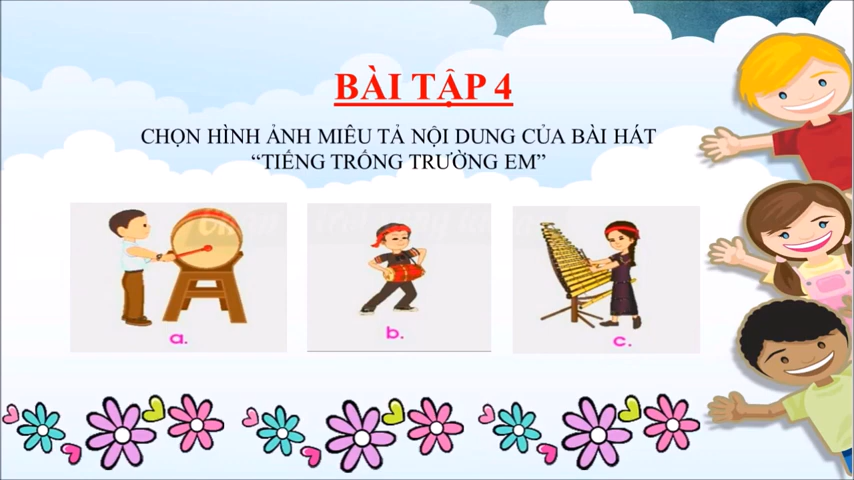 BÀI TẬP 4
CHỌN HÌNH ẢNH MIÊU TẢ NỘI DUNG CỦA BÀI HÁT
“TIẾNG TRỐNG TRƯỜNG EM”
a.
b.
c.